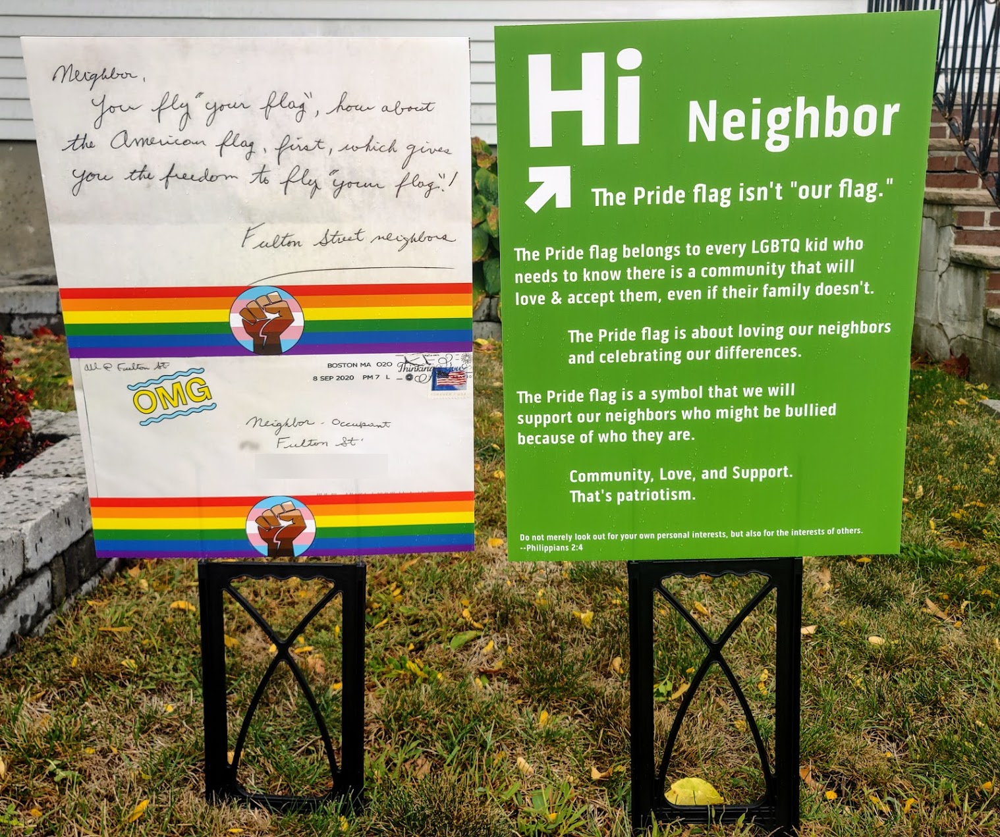 Neighbor,
You fly "your flag", how about
the American flag, first, which gives
you the freedom to fly "your flag"!
Fulton Street neighbors
All @ Fulton St
OMG
BOSTON MA 020
8 SEP 2020 PM 7 L
Thinking of You
Neighbor - Occupant
Fulton St
Hi Neighbor
The Pride flag isn't "our flag."
The Pride flag belongs to every LGBTQ kid who
needs to know there is a community that will
love & accept them, even if their family doesn't.
The Pride flag is about loving our neighbors
and celebrating our differences.
The Pride flag is a symbol that we will
support our neighbors who might be bullied
because of who they are.
Community, Love, and Support.
That's patriotism.
Do not merely look out for your own personal interests, but also for the interests of others.
--Philippians 2:4